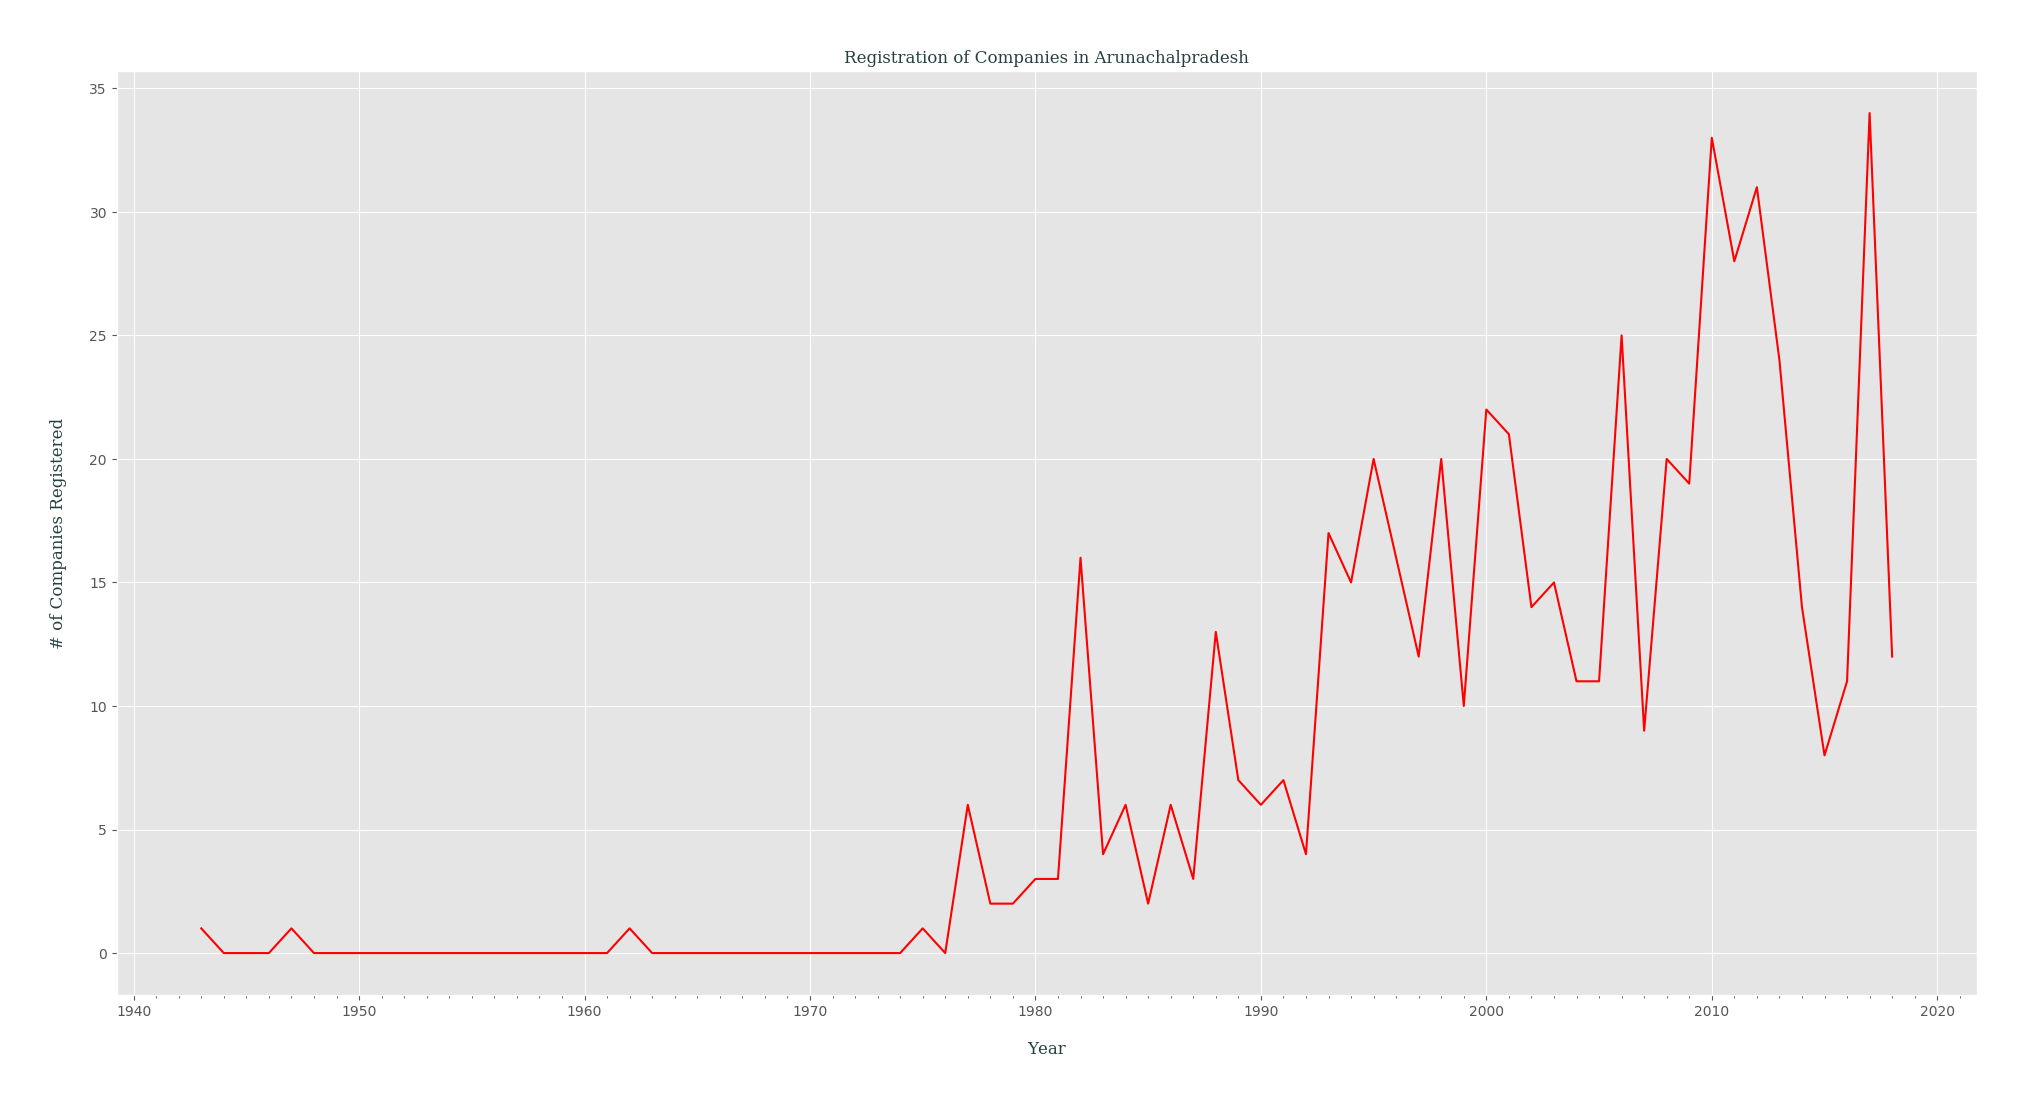 Registration of Companies in Arunachalpradesh
35
30
25
20
15
10
5
0
# of Companies Registered
1940 1950 1960 1970 1980 1990 2000 2010 2020
Year